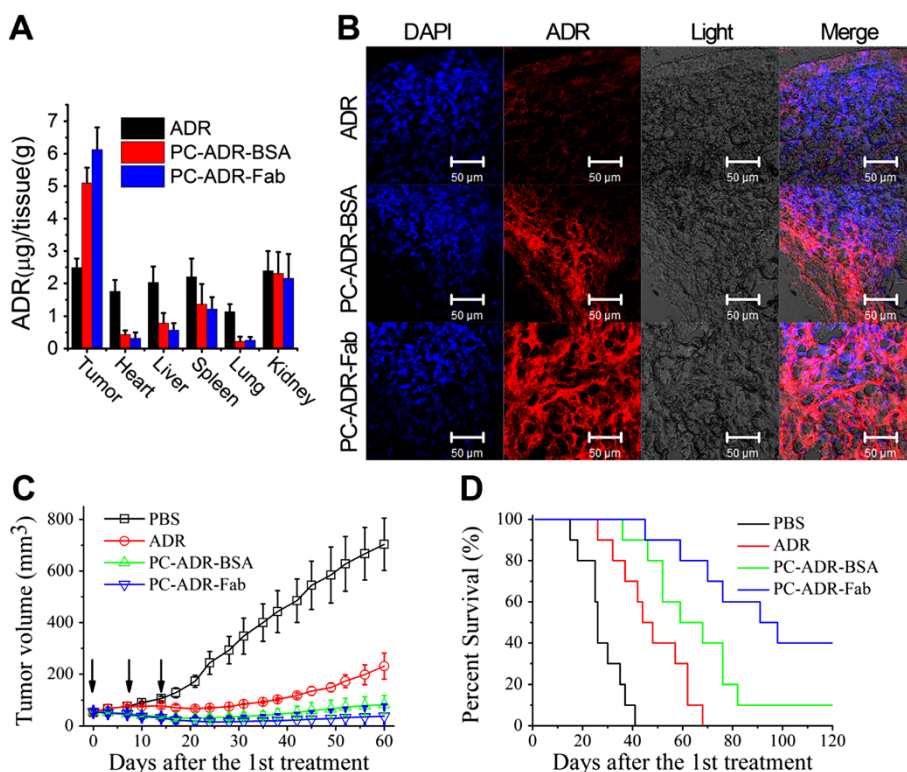 A
ADR(µg)/tissue(g)
7
6
5
4
3
2
1
0
ADR
PC-ADR-BSA
PC-ADR-Fab
Tumor
Heart
Liver
Spleen
Lung
Kidney
B
DAPI ADR Light Merge
ADR
50 µm 50 µm 50 µm 50 µm
PC-ADR-BSA
50 µm 50 µm 50 µm 50 µm
PC-ADR-Fab
50 µm 50 µm 50 µm 50 µm
C
Tumor volume (mm³)
800
600
400
200
0
PBS
ADR
PC-ADR-BSA
PC-ADR-Fab
0 10 20 30 40 50 60
Days after the 1st treatment
D
Percent Survival (%)
100
80
60
40
20
0
PBS
ADR
PC-ADR-BSA
PC-ADR-Fab
0 40 60 80 100 120
Days after the 1st treatment